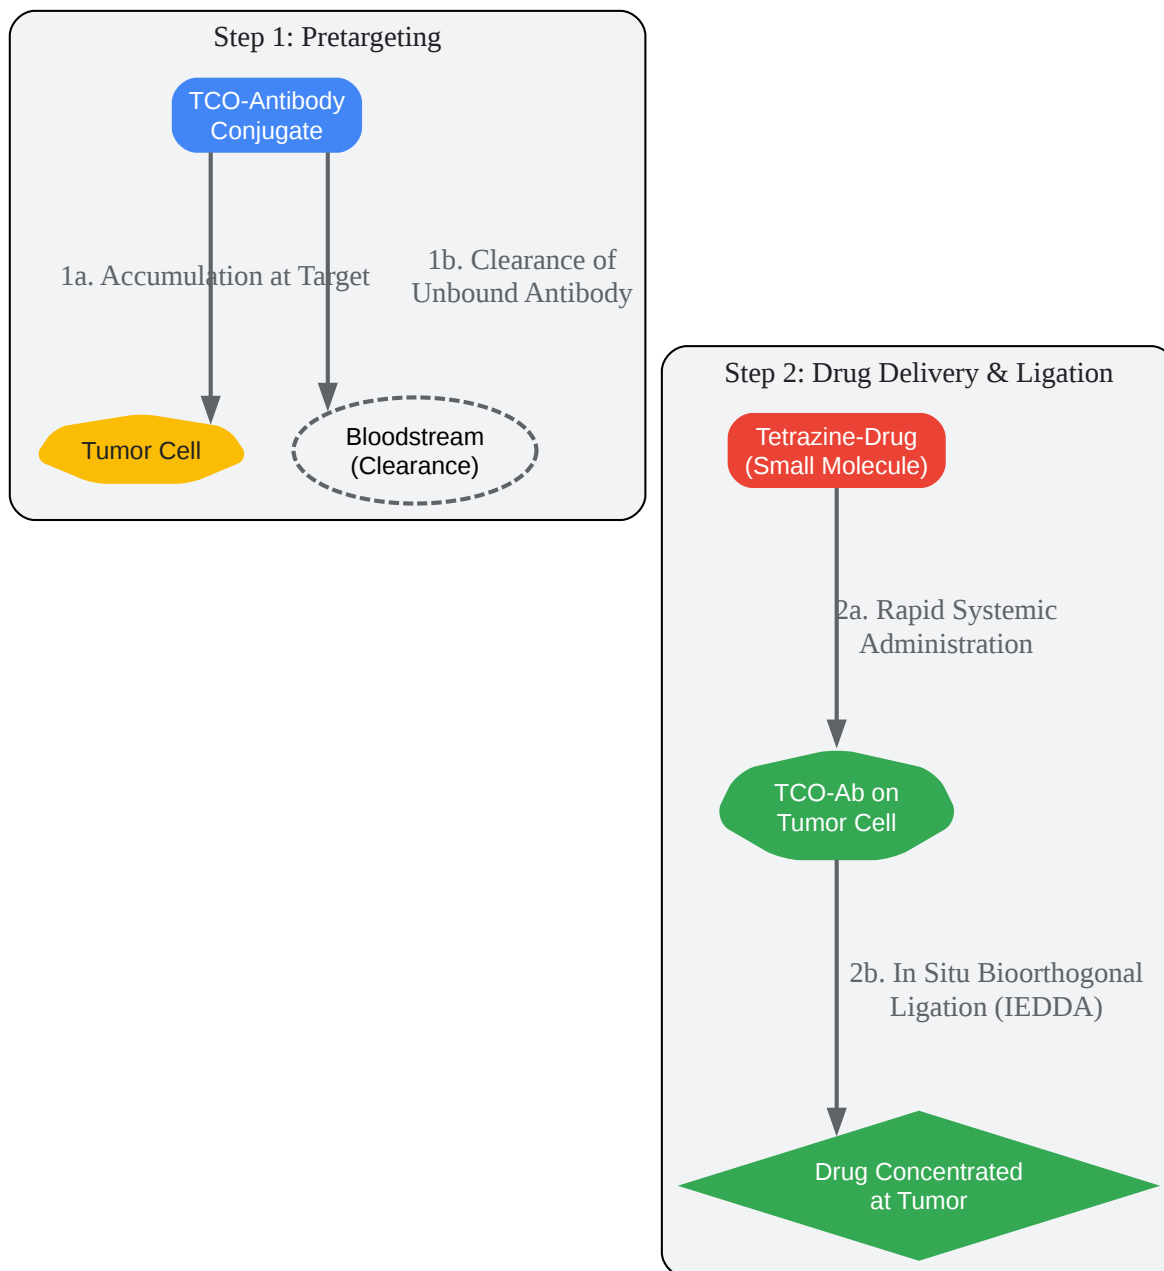 Step 1: Pretargeting
TCO-Antibody
Conjugate
1a. Accumulation at Target
1b. Clearance of
Unbound Antibody
Tumor Cell
Bloodstream
(Clearance)
Step 2: Drug Delivery & Ligation
Tetrazine-Drug
(Small Molecule)
2a. Rapid Systemic
Administration
TCO-Ab on
Tumor Cell
2b. In Situ Bioorthogonal
Ligation (IEDDA)
Drug Concentrated
at Tumor